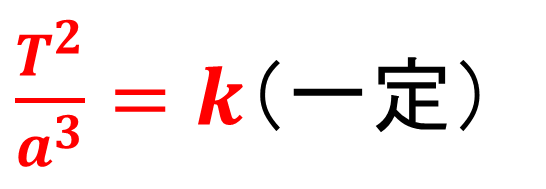 T²/a³ = k（一定）